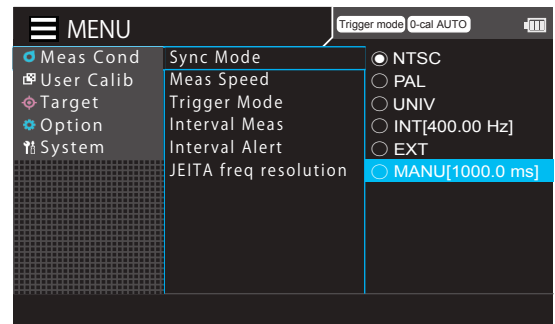 MENU
Trigger mode 0-cal AUTO
Meas Cond
User Calib
Target
Option
System
Sync Mode
Meas Speed
Trigger Mode
Interval Meas
Interval Alert
JEITA freq resolution
NTSC
PAL
UNIV
INT[400.00 Hz]
EXT
MANU[1000.0 ms]